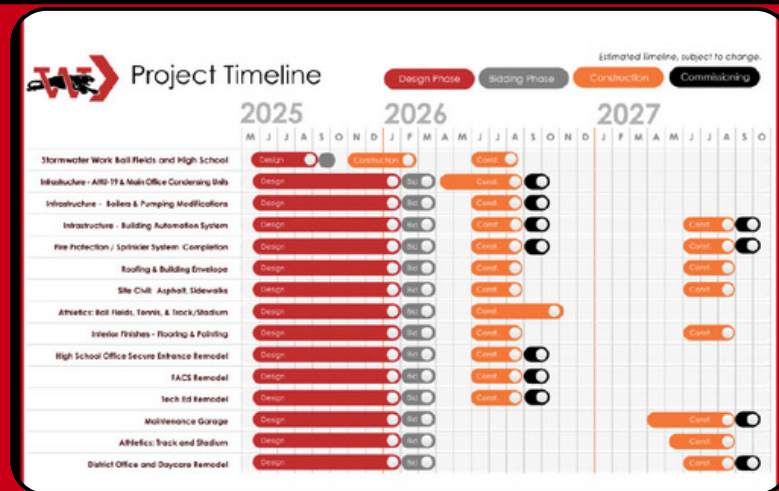 Estimated timeline, subject to change.
W Project Timeline
Design Phase Bidding Phase Construction Commissioning
2025 2026 2027
M J J A S O N D J F M A M J J A S O N D J F M A M J J A S O
Stormwater Work Ball Fields and High School Design Construction Const.
Infrastructure - AHU-19 & Main Office Condensing Units Design Bid Const.
Infrastructure - Boilers & Pumping Modifications Design Bid Const.
Infrastructure - Building Automation System Design Bid Const. Const.
Fire Protection / Sprinkler System Completion Design Bid Const. Const.
Roofing & Building Envelope Design Bid Const. Const.
Site Civil: Asphalt, Sidewalks Design Bid Const. Const.
Athletics: Ball Fields, Tennis, & Track/Stadium Design Bid Const.
Interior Finishes - Flooring & Painting Design Bid Const. Const.
High School Office Secure Entrance Remodel Design Bid Const.
FACS Remodel Design Bid Const.
Tech Ed Remodel Design Bid Const.
Maintenance Garage Design Bid Const.
Athletics: Track and Stadium Design Bid Const.
District Office and Daycare Remodel Design Bid Const.